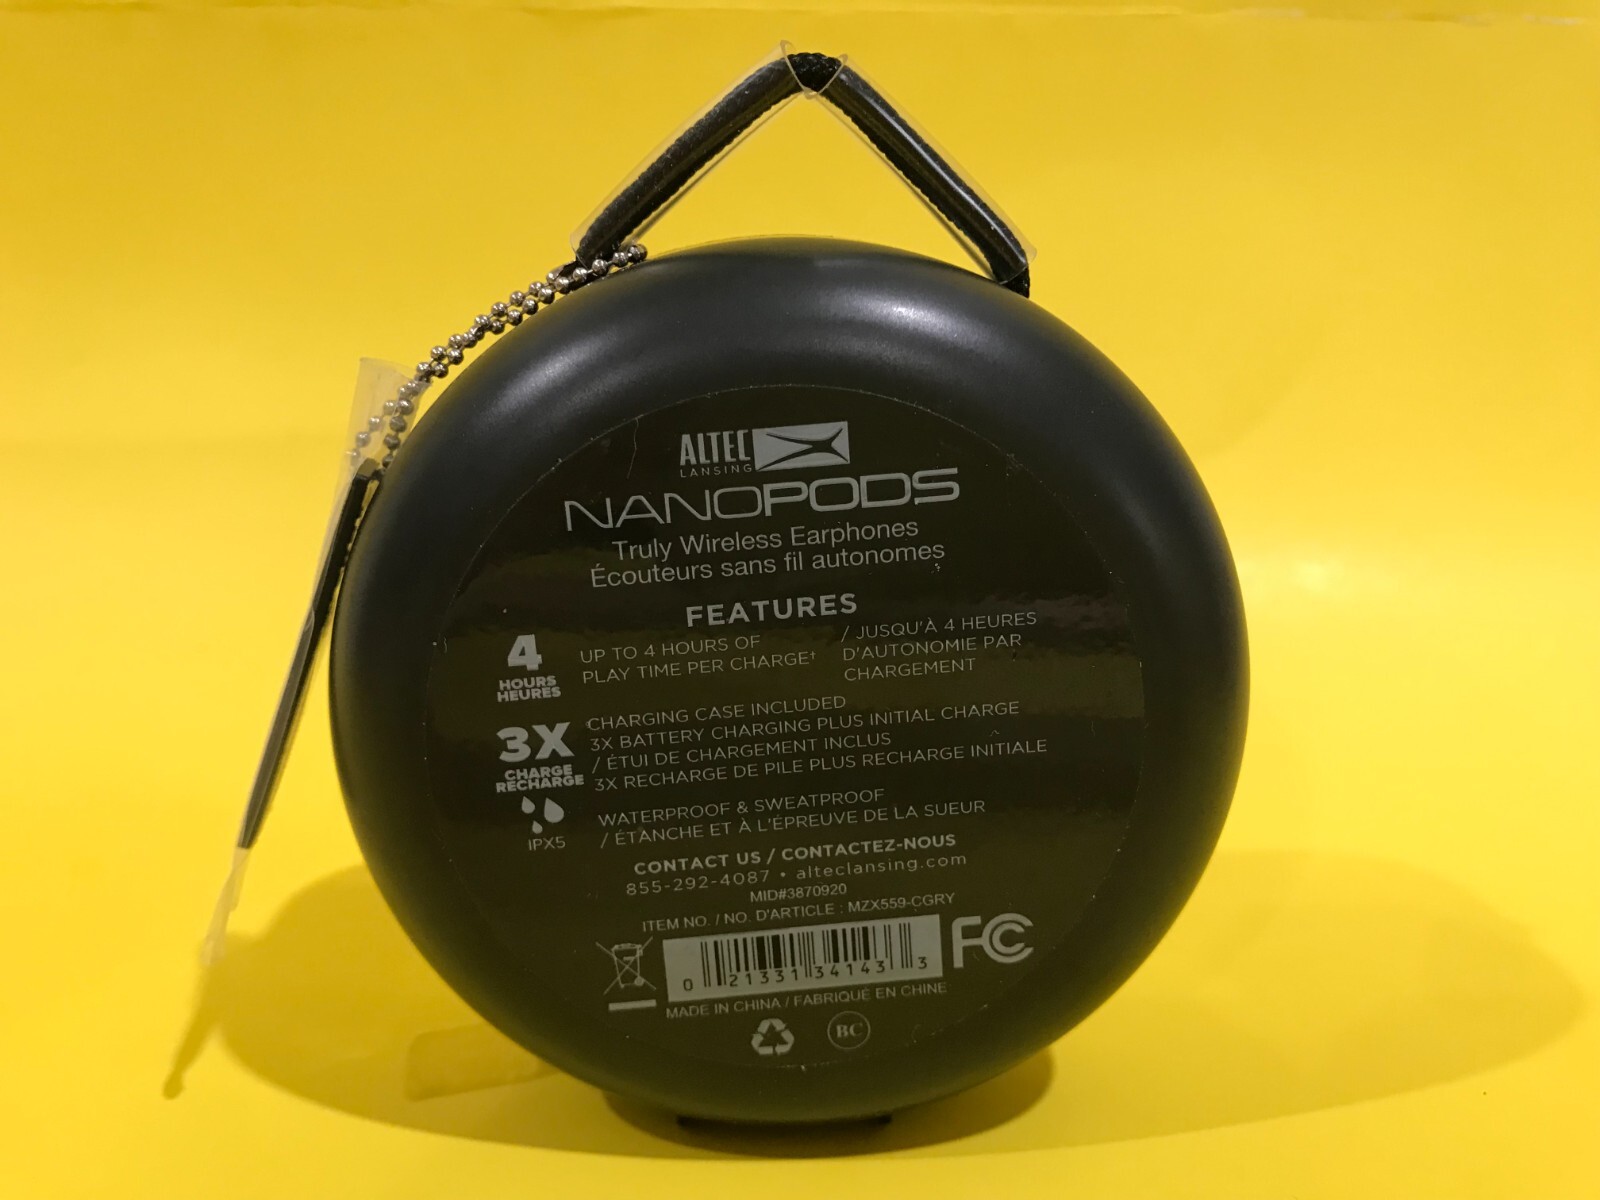 ALTEC
LANSING
NANOPODS
Truly Wireless Earphones
Écouteurs sans fil autonomes
FEATURES
4
HOURS
HEURES
UP TO 4 HOURS OF
PLAY TIME PER CHARGE†
/ JUSQU'À 4 HEURES
D'AUTONOMIE PAR
CHARGEMENT
3X
CHARGE
RECHARGE
CHARGING CASE INCLUDED
3X BATTERY CHARGING PLUS INITIAL CHARGE
/ ÉTUI DE CHARGEMENT INCLUS
3X RECHARGE DE PILE PLUS RECHARGE INITIALE
IPX5
WATERPROOF & SWEATPROOF
/ ÉTANCHE ET À L'ÉPREUVE DE LA SUEUR
CONTACT US / CONTACTEZ-NOUS
855-292-4087 • alteclansing.com
MID#3870920
ITEM NO. / NO. D'ARTICLE : MZX559-CGRY
0 21331 34143 3
FC
MADE IN CHINA / FABRIQUÉ EN CHINE
BC